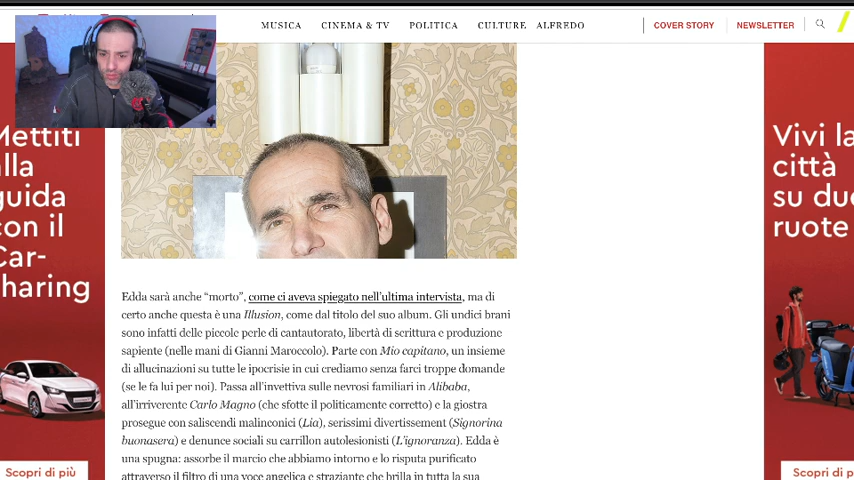 MUSICA CINEMA & TV POLITICA CULTURE ALFREDO COVER STORY NEWSLETTER
Mettiti
alla
guida
con il
Car-
haring
Scopri di più
Edda sarà anche “morto”, come ci aveva spiegato nell’ultima intervista, ma di
certo anche questa è una Illusion, come dal titolo del suo album. Gli undici brani
sono infatti delle piccole perle di cantautorato, libertà di scrittura e produzione
sapiente (nelle mani di Gianni Maroccolo). Parte con Mio capitano, un insieme
di allucinazioni su tutte le ipocrisie in cui crediamo senza farci troppe domande
(se le fa lui per noi). Passa all’invettiva sulle nevrosi familiari in Alibaba,
all’irriverente Carlo Magno (che sfotte il politicamente corretto) e la giostra
prosegue con saliscendi malinconici (Lia), serissimi divertissement (Signorina
buonasera) e denunce sociali su carrillon autolesionisti (L’ignoranza). Edda è
una spugna: assorbe il marcio che abbiamo intorno e lo risputa purificato
attraverso il filtro di una voce angelica e straziante che brilla in tutta la sua
Vivi la
città
su due
ruote
Scopri di p